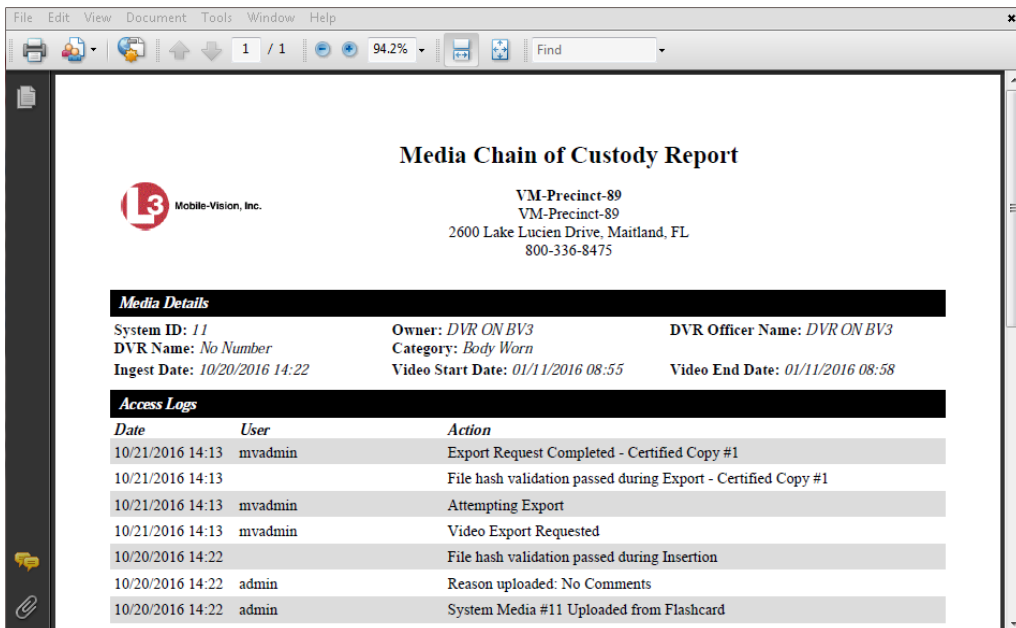 File Edit View Document Tools Window Help
1 / 1 94.2% Find
Media Chain of Custody Report
L3 Mobile-Vision, Inc.
VM-Precinct-89
VM-Precinct-89
2600 Lake Lucien Drive, Maitland, FL
800-336-8475
Media Details
System ID: 11 Owner: DVR ON BV3 DVR Officer Name: DVR ON BV3
DVR Name: No Number Category: Body Worn
Ingest Date: 10/20/2016 14:22 Video Start Date: 01/11/2016 08:55 Video End Date: 01/11/2016 08:58
Access Logs
Date User Action
10/21/2016 14:13 mvadmin Export Request Completed - Certified Copy #1
10/21/2016 14:13 File hash validation passed during Export - Certified Copy #1
10/21/2016 14:13 mvadmin Attempting Export
10/21/2016 14:13 mvadmin Video Export Requested
10/20/2016 14:22 File hash validation passed during Insertion
10/20/2016 14:22 admin Reason uploaded: No Comments
10/20/2016 14:22 admin System Media #11 Uploaded from Flashcard